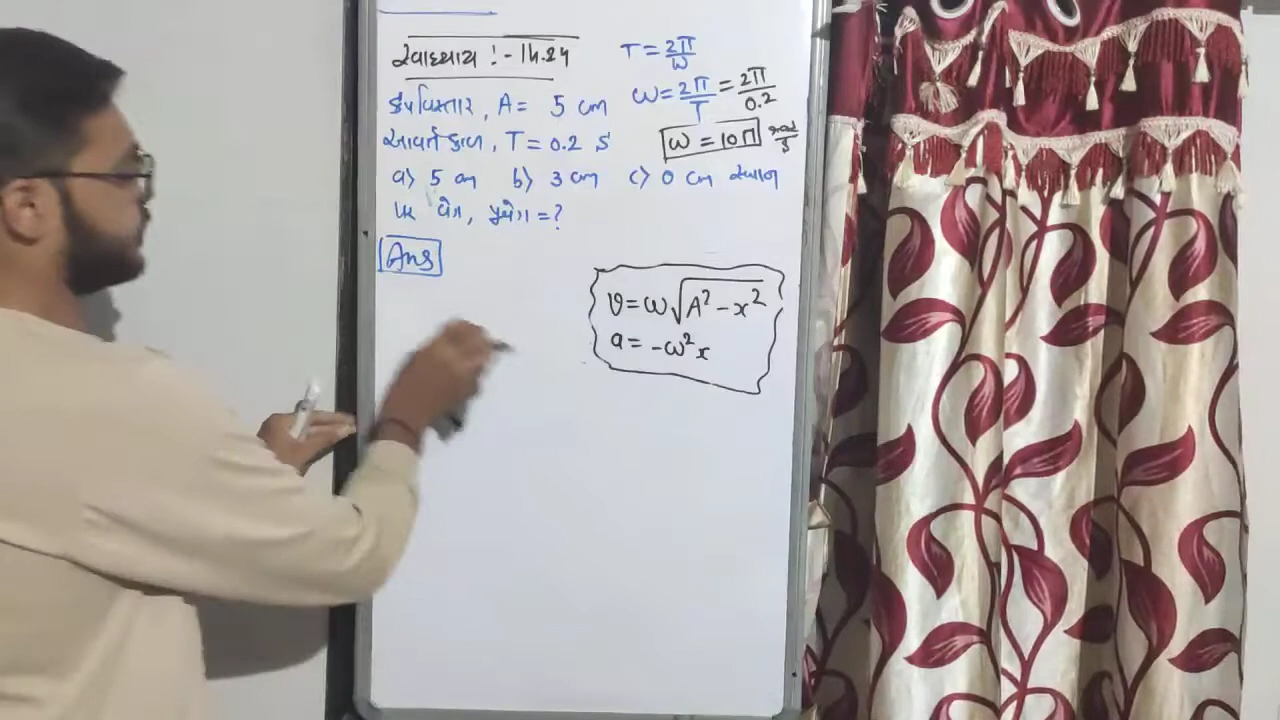 સ્વાધ્યાય :- 14.24
કંપવિસ્તાર, A = 5 cm
આવર્તકાળ, T = 0.2 s
a) 5 cm b) 3 cm c) 0 cm સ્થાન
પર વેગ, પ્રવેગ = ?
Ans
T = 2π/ω
ω = 2π/T = 2π/0.2
ω = 10π rad/s
v = ω√(A² - x²)
a = -ω²x